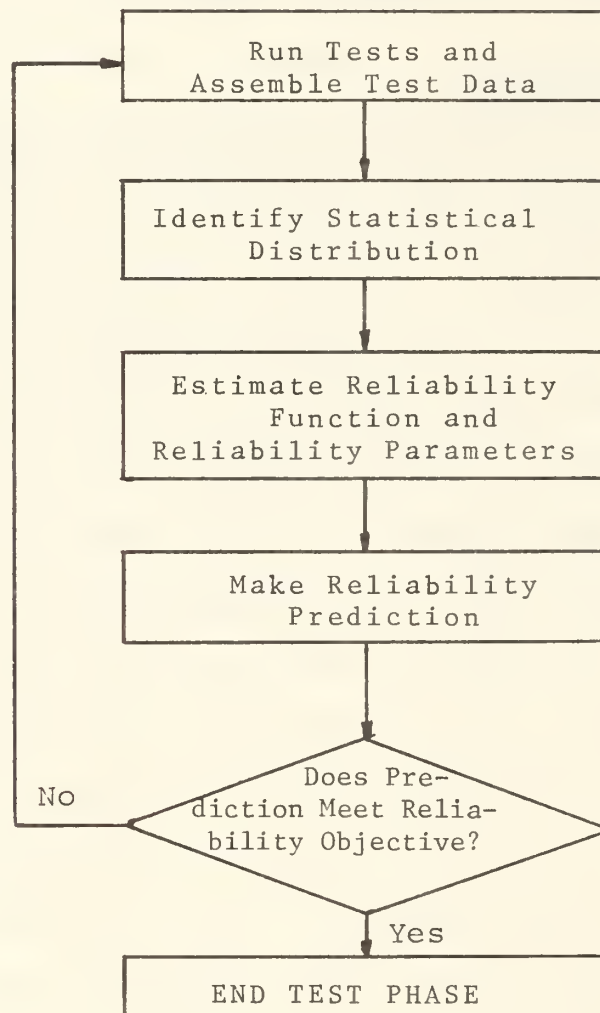 Run Tests and
Assemble Test Data
Identify Statistical
Distribution
Estimate Reliability
Function and
Reliability Parameters
Make Reliability
Prediction
Does Pre-
diction Meet Relia-
bility Objective?
No
Yes
END TEST PHASE